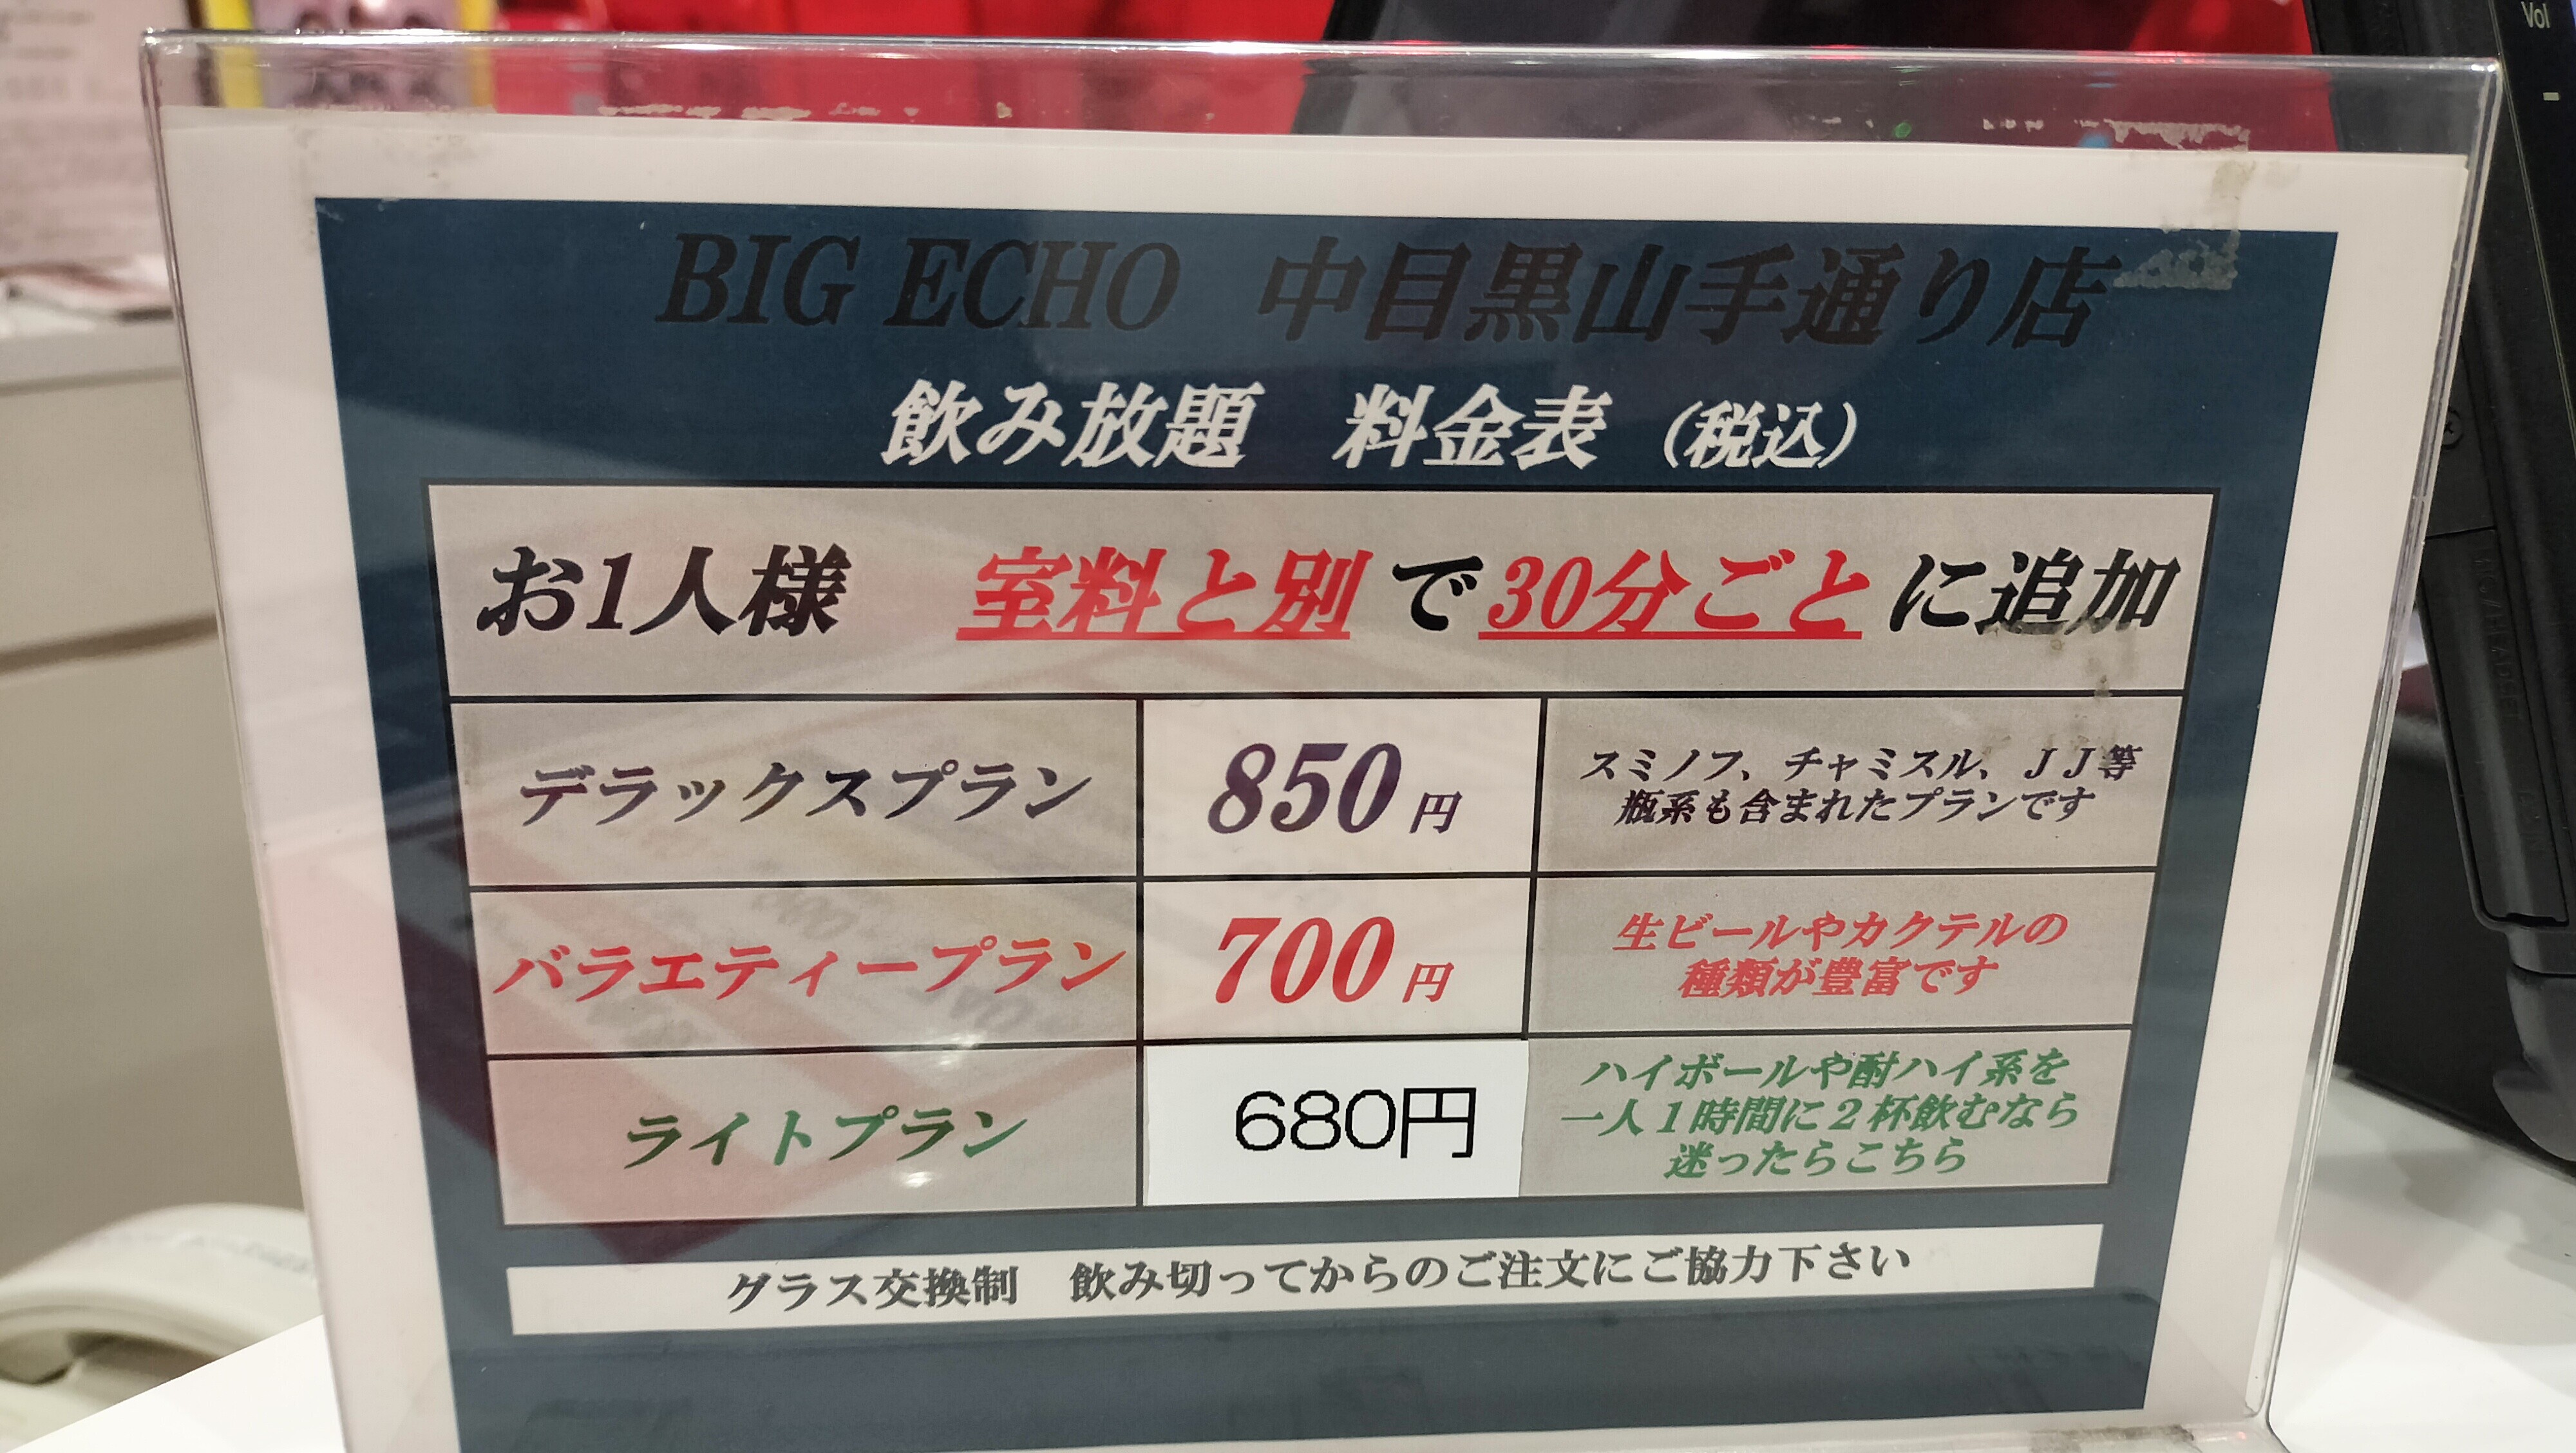 Vol
BIG ECHO 中目黒山手通り店
飲み放題 料金表（税込）
お1人様 室料と別で30分ごとに追加
デラックスプラン
850円
スミノフ、チャミスル、ＪＪ等
瓶系も含まれたプランです
バラエティープラン
700円
生ビールやカクテルの
種類が豊富です
ライトプラン
680円
ハイボールや酎ハイ系を
一人１時間に２杯飲むなら
迷ったらこちら
グラス交換制 飲み切ってからのご注文にご協力下さい